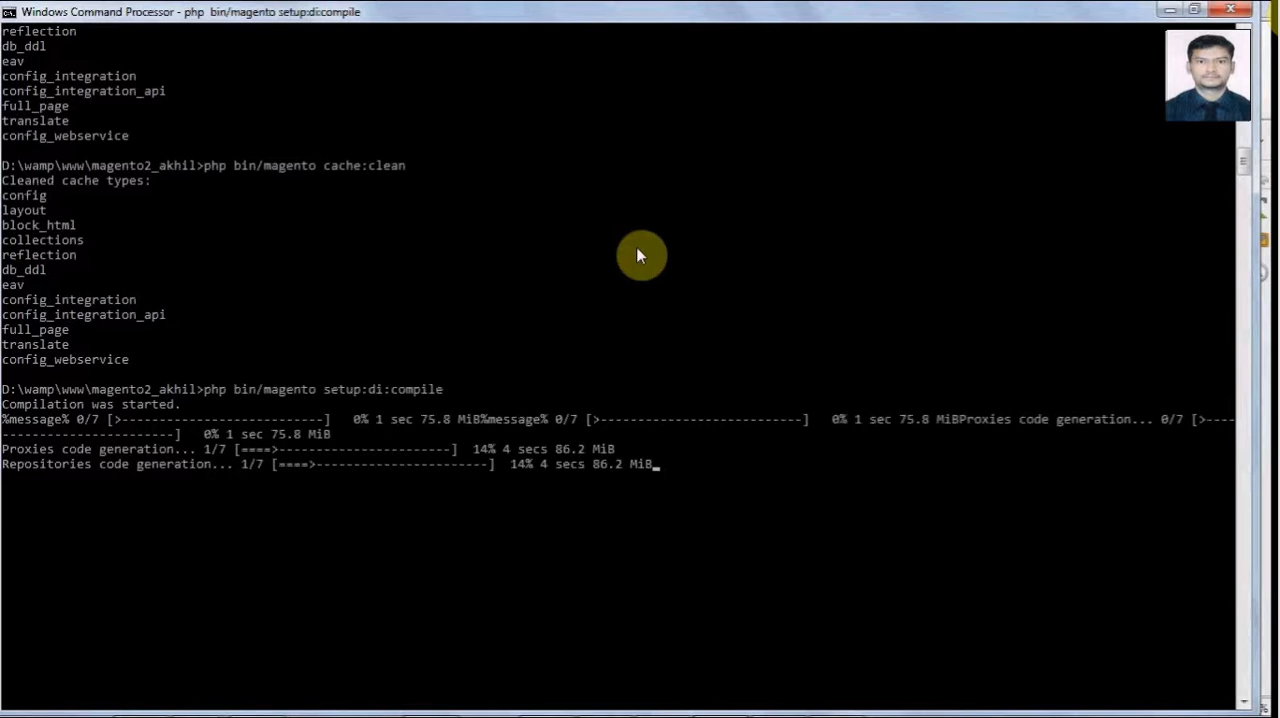 Windows Command Processor - php  bin/magento setup:di:compile
reflection
db_ddl
eav
config_integration
config_integration_api
full_page
translate
config_webservice
D:\wamp\www\magento2_akhil>php bin/magento cache:clean
Cleaned cache types:
config
layout
block_html
collections
reflection
db_ddl
eav
config_integration
config_integration_api
full_page
translate
config_webservice
D:\wamp\www\magento2_akhil>php bin/magento setup:di:compile
Compilation was started.
%message% 0/7 [>---------------------------]   0% 1 sec 75.8 MiB%message% 0/7 [>---------------------------]   0% 1 sec 75.8 MiBProxies code generation... 0/7 [>----
-----------------------]   0% 1 sec 75.8 MiB
Proxies code generation... 1/7 [====>-----------------------]  14% 4 secs 86.2 MiB
Repositories code generation... 1/7 [====>-----------------------]  14% 4 secs 86.2 MiB_